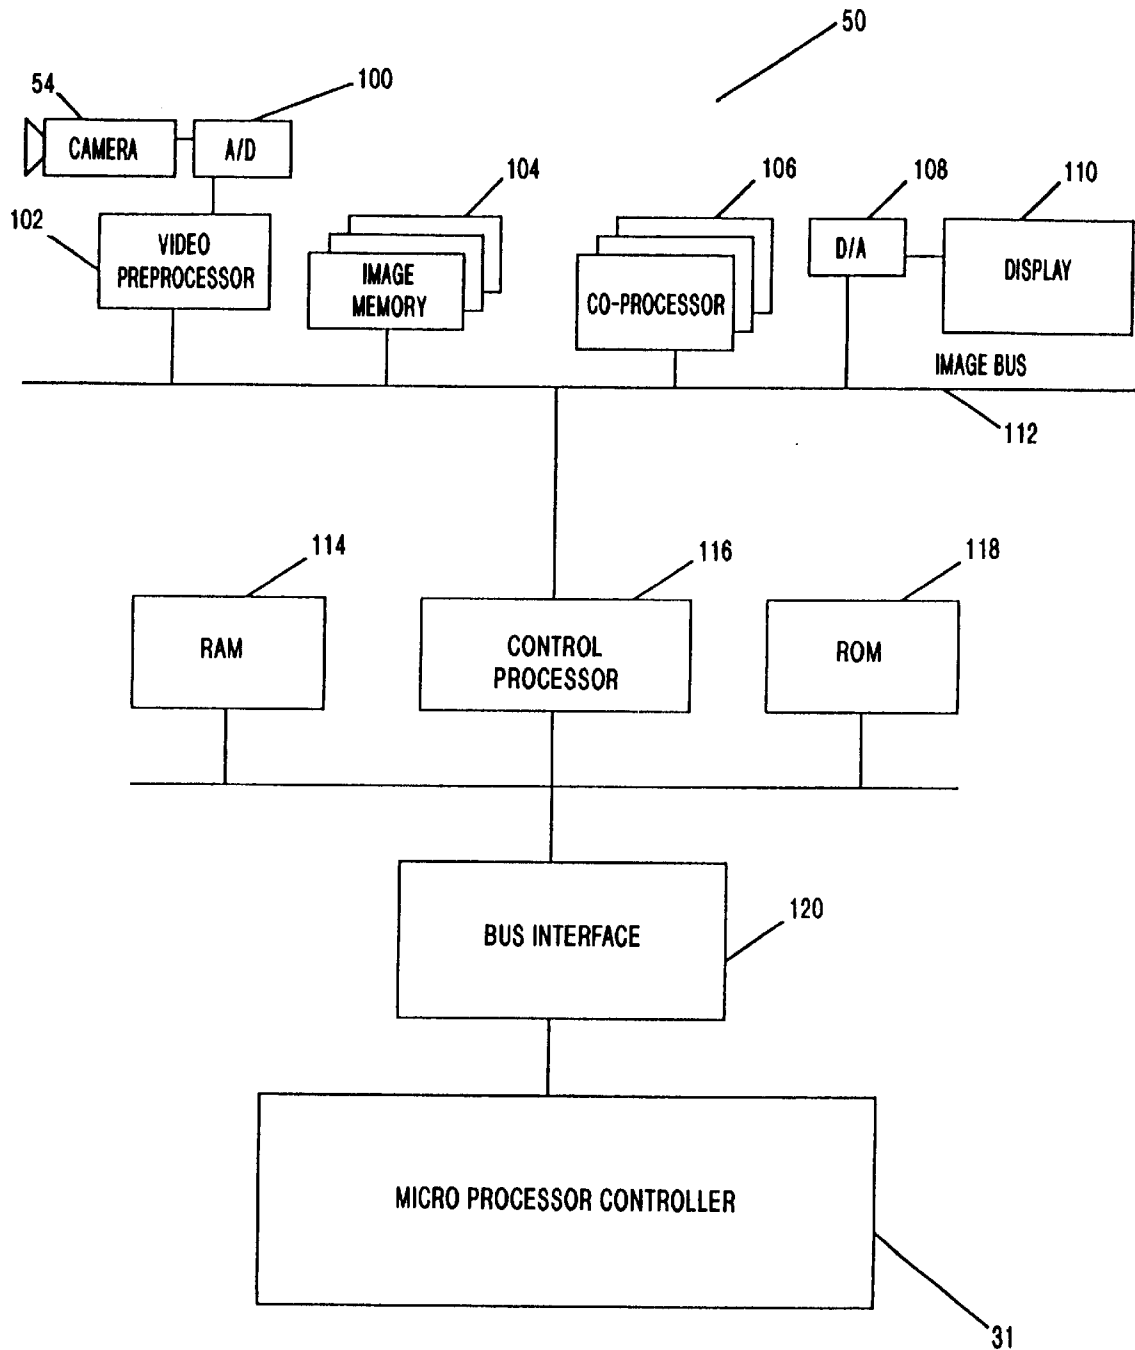 50
54
100
CAMERA
A/D
102
VIDEO
PREPROCESSOR
104
IMAGE
MEMORY
106
CO-PROCESSOR
108
D/A
110
DISPLAY
IMAGE BUS
112
114
RAM
116
CONTROL
PROCESSOR
118
ROM
BUS INTERFACE
120
MICRO PROCESSOR CONTROLLER
31